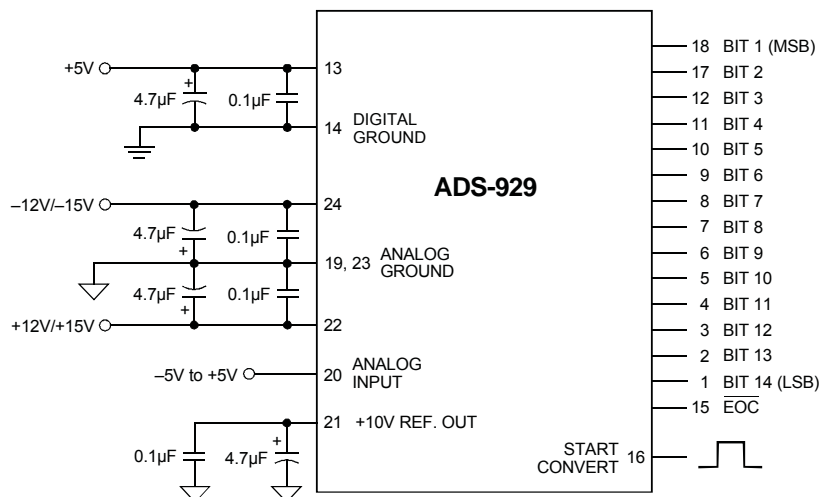 +5V
4.7µF
+
0.1µF
13
14 DIGITAL
GROUND
–12V/–15V
24
4.7µF
+
0.1µF
19, 23 ANALOG
GROUND
4.7µF
+
0.1µF
+12V/+15V
22
–5V to +5V
20 ANALOG
INPUT
21 +10V REF. OUT
0.1µF
4.7µF
+
ADS-929
18 BIT 1 (MSB)
17 BIT 2
12 BIT 3
11 BIT 4
10 BIT 5
9 BIT 6
8 BIT 7
7 BIT 8
6 BIT 9
5 BIT 10
4 BIT 11
3 BIT 12
2 BIT 13
1 BIT 14 (LSB)
15 EOC
START
CONVERT 16